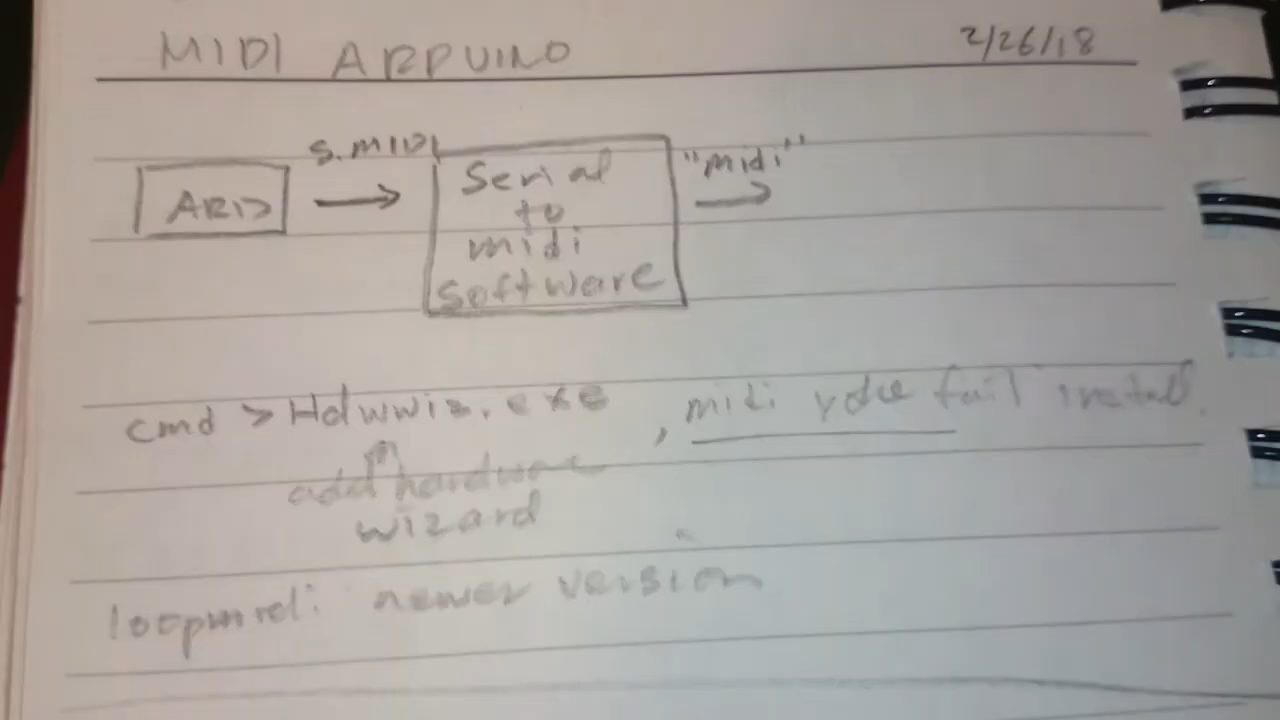 MIDI ARDUINO 2/26/18
S.MIDI
"midi"
ARD
Serial
to
midi
software
cmd > Hdwwiz.exe , midi yoke fail install.
add hardware
wizard
loopmidi: newer version